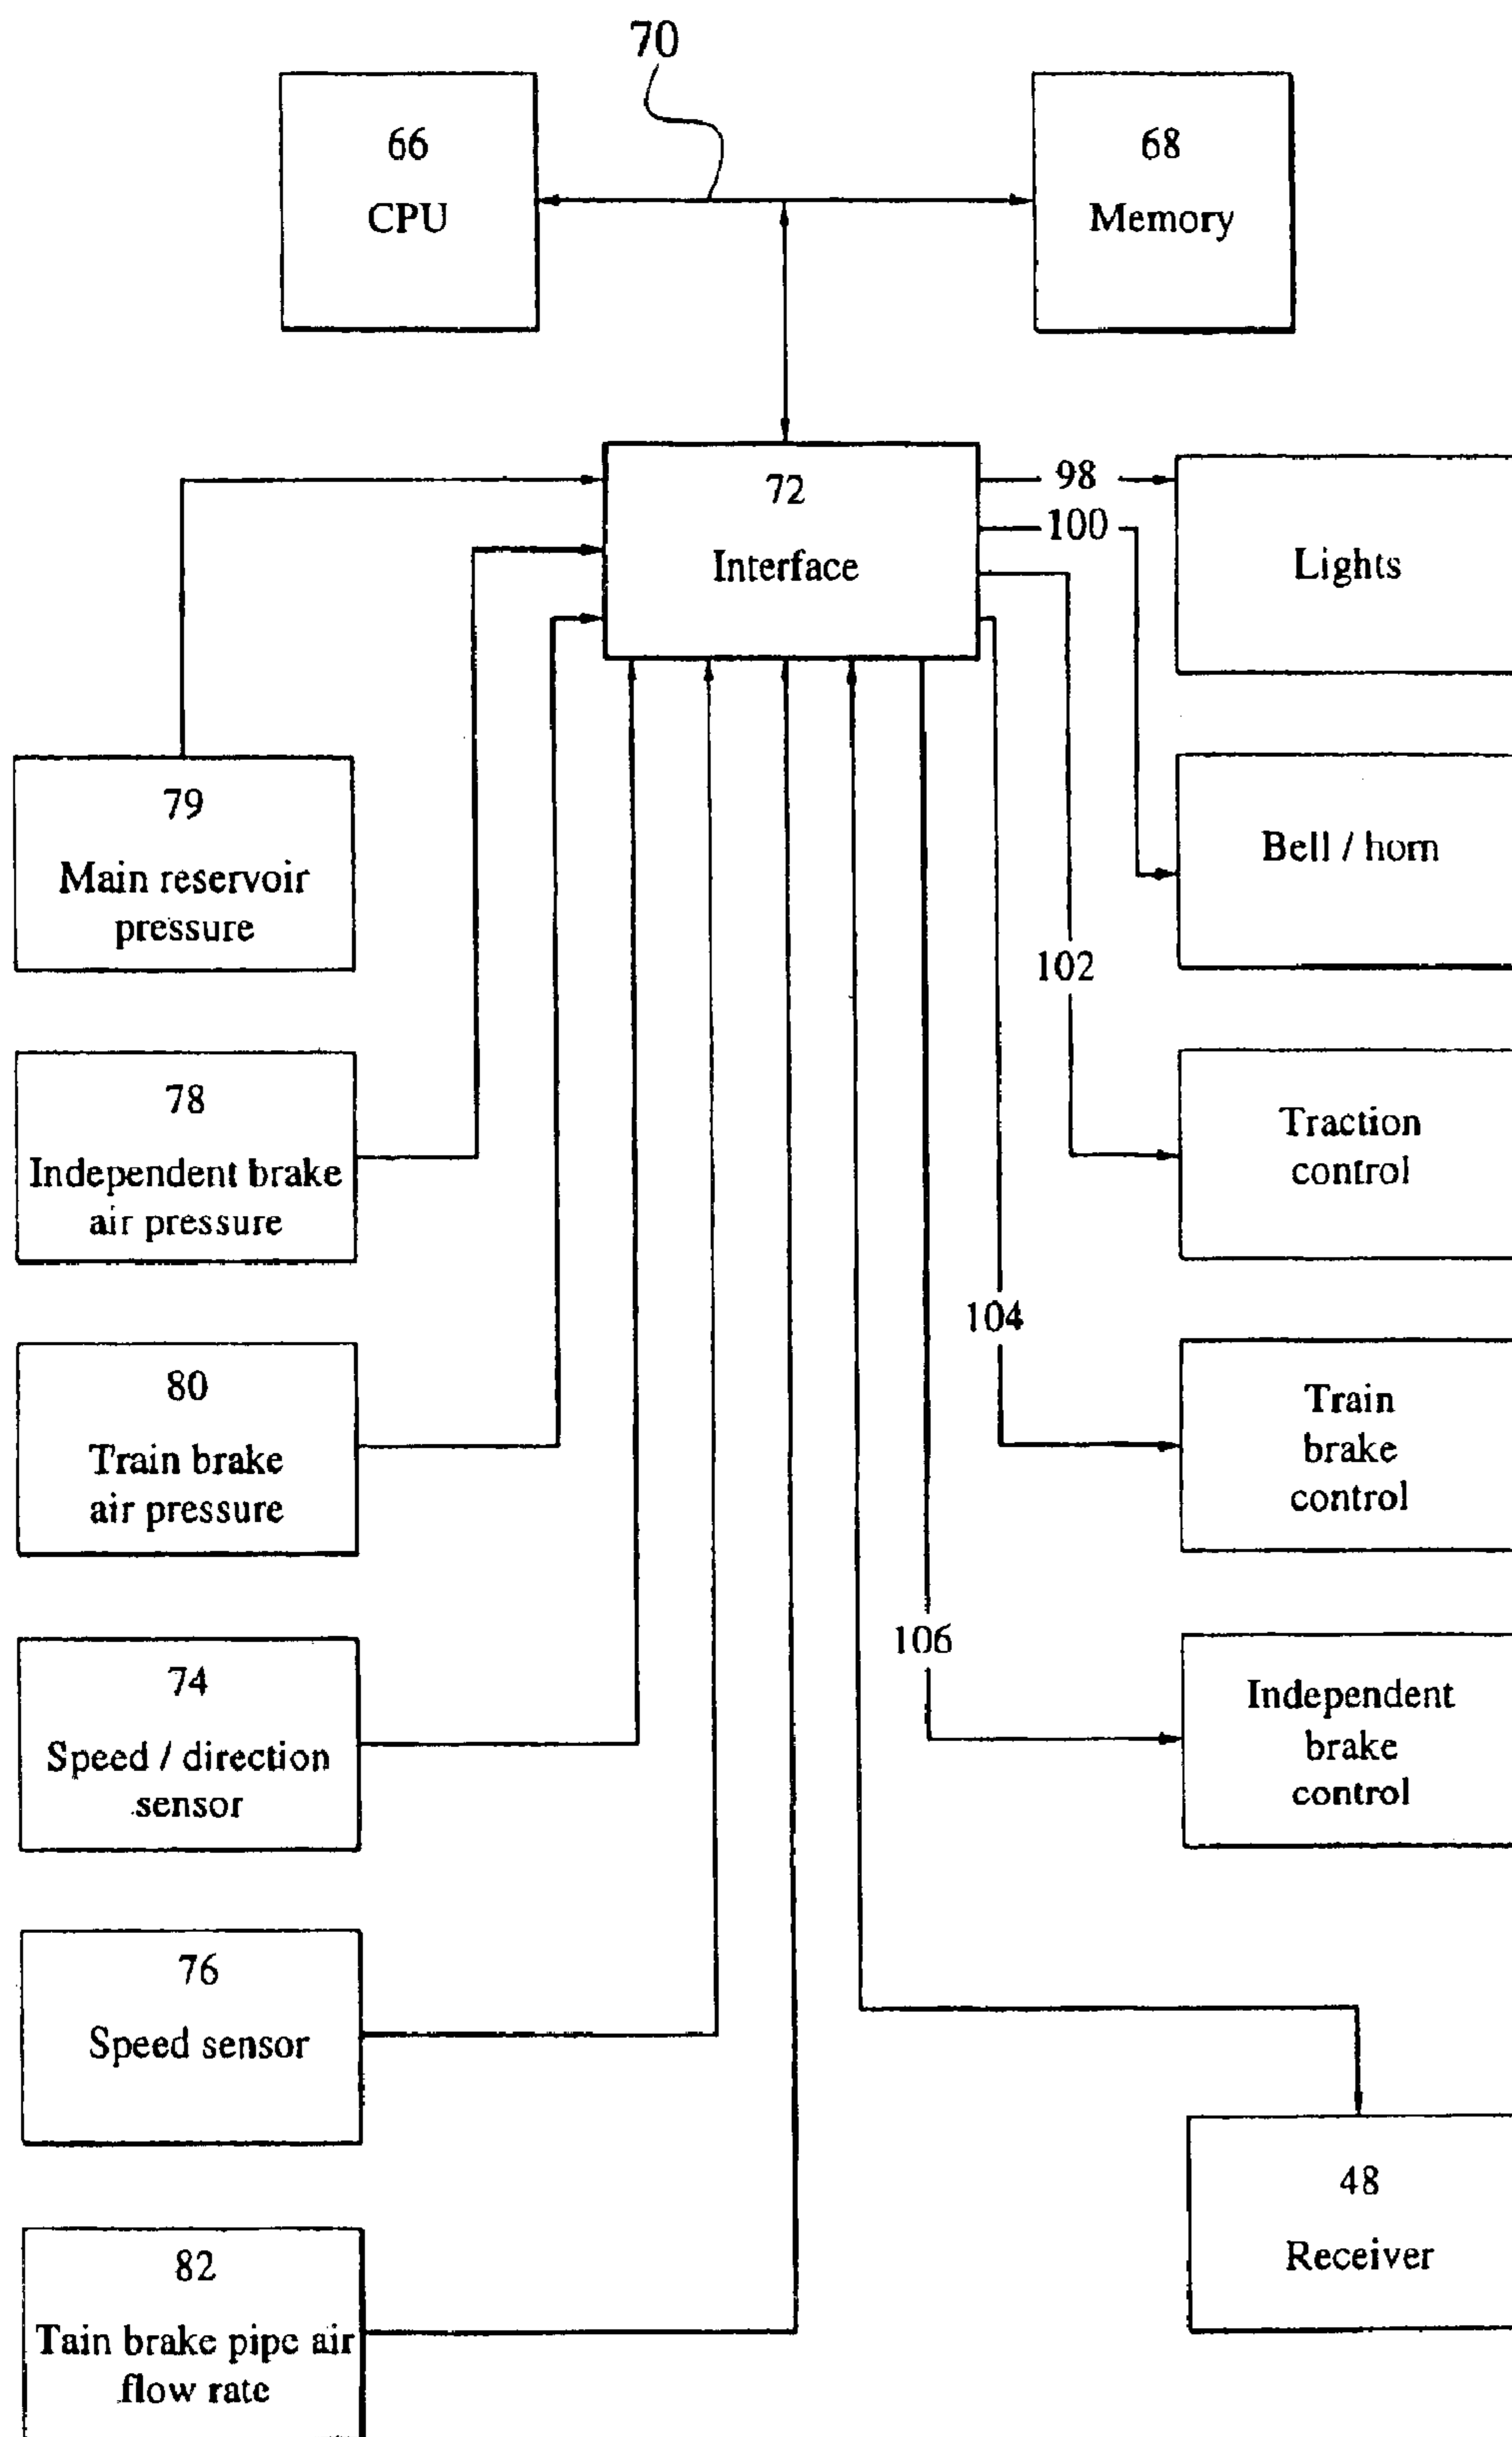 70
66
CPU
68
Memory
72
Interface
98
100
Lights
79
Main reservoir
pressure
Bell / horn
102
78
Independent brake
air pressure
Traction
control
104
80
Train brake
air pressure
Train
brake
control
106
74
Speed / direction
sensor
Independent
brake
control
76
Speed sensor
48
Receiver
82
Tain brake pipe air
flow rate